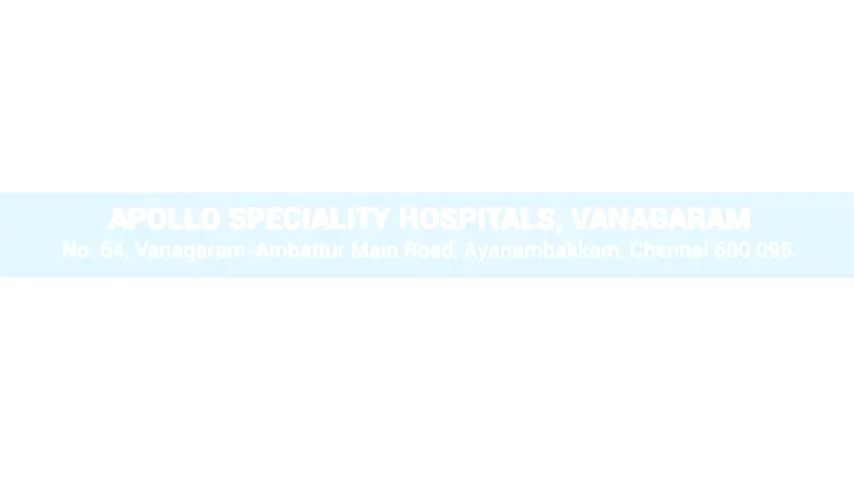 APOLLO SPECIALITY HOSPITALS, VANAGARAM
No. 64, Vanagaram-Ambattur Main Road, Ayanambakkam, Chennai 600 095.